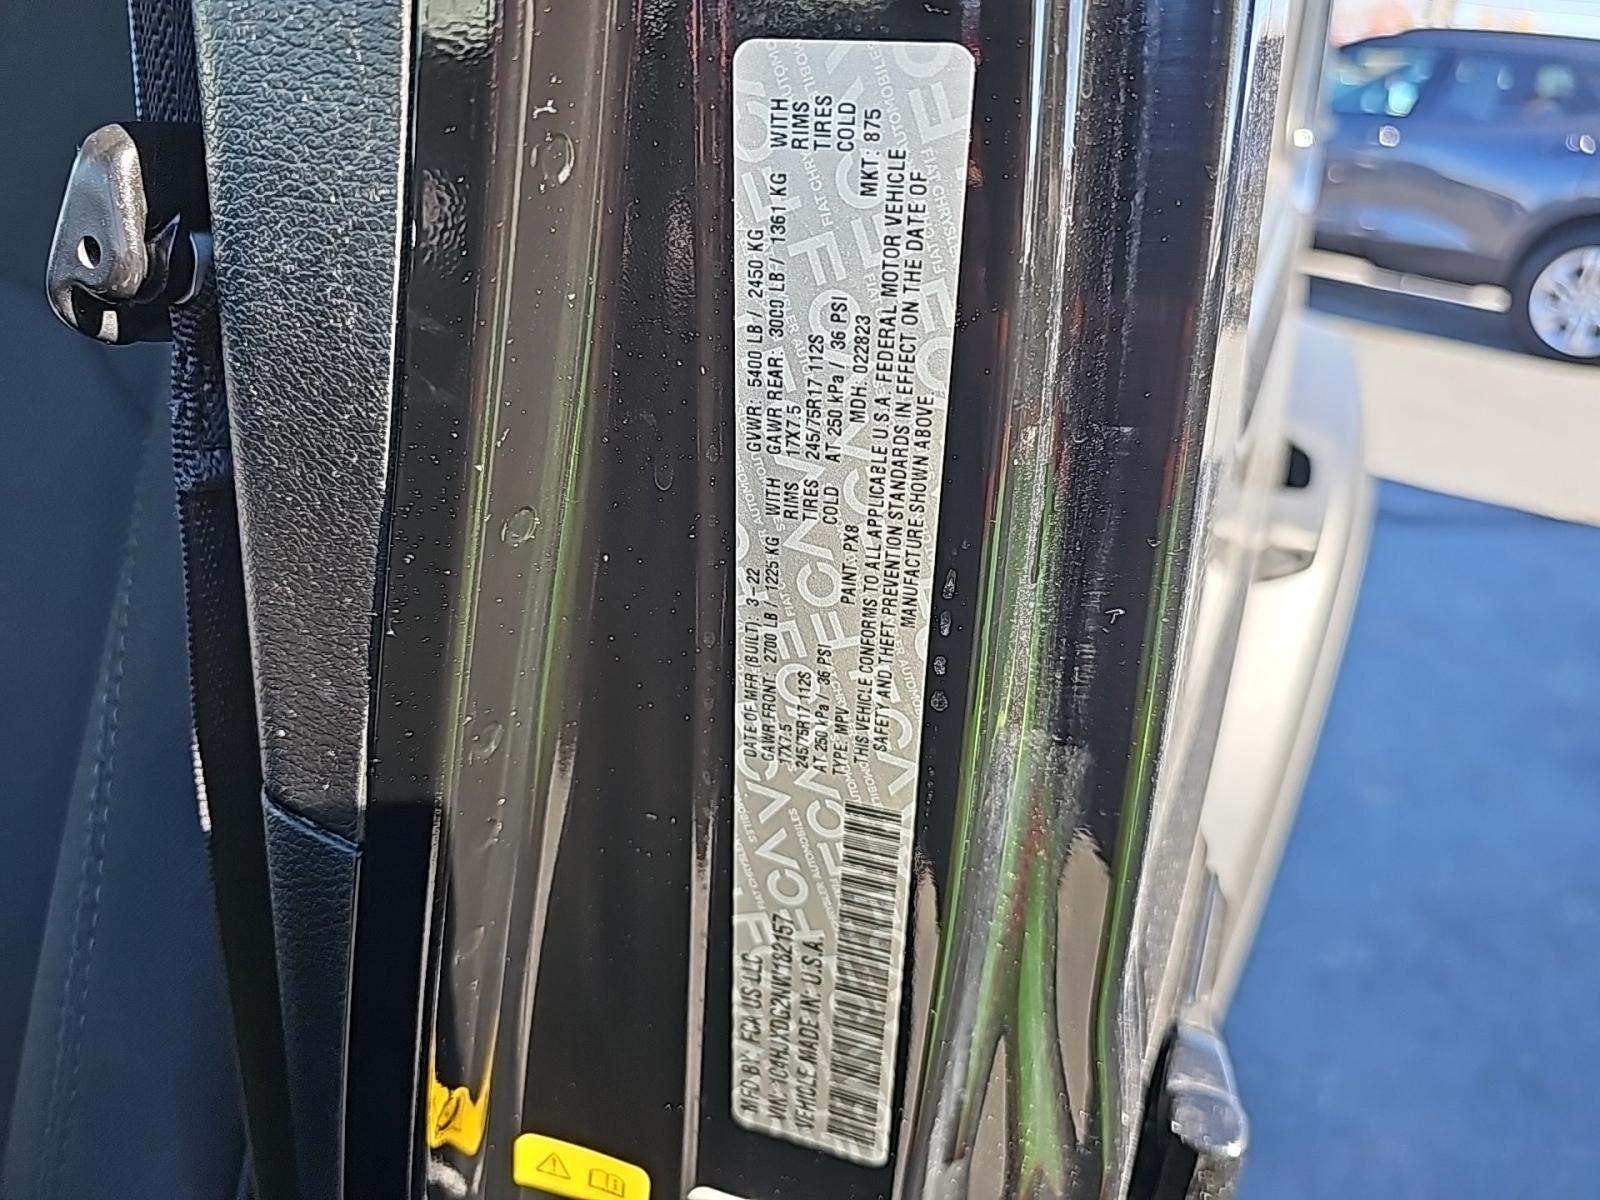 MFD BY: FCA US LLC
DATE OF MFR (BUILT): 3-22
GVWR: 5400 LB / 2450 KG
GAWR FRONT: 2700 LB / 1225 KG WITH
17X7.5 RIMS
245/75R17 112S TIRES
AT 250 kPa / 36 PSI COLD
GAWR REAR: 3000 LB / 1361 KG WITH
17X7.5 RIMS
245/75R17 112S TIRES
AT 250 kPa / 36 PSI COLD
VIN: 1C4HJXDG2NW182157
TYPE: MPV
PAINT: PX8
MDH: 022823
MKT: 875
VEHICLE MADE IN: U.S.A.
THIS VEHICLE CONFORMS TO ALL APPLICABLE U.S.A. FEDERAL MOTOR VEHICLE
SAFETY AND THEFT PREVENTION STANDARDS IN EFFECT ON THE DATE OF
MANUFACTURE SHOWN ABOVE